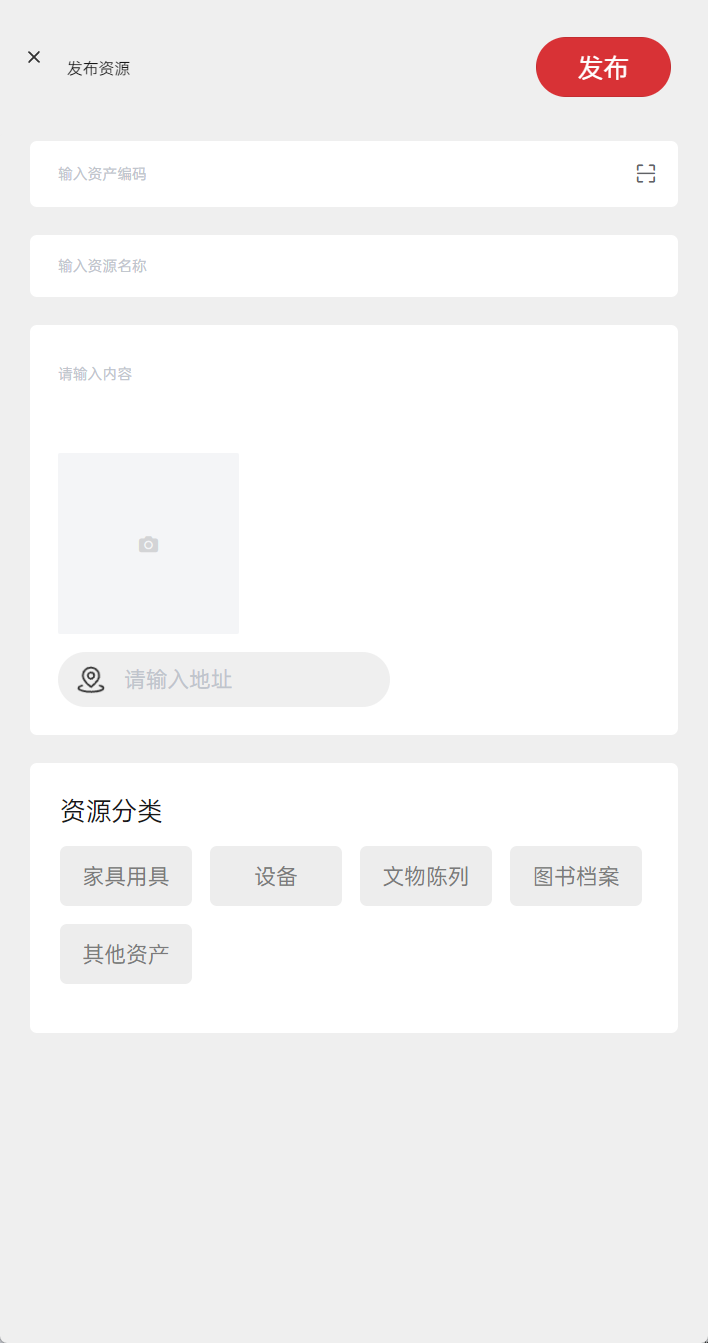 发布资源
发布
输入资产编码
输入资源名称
请输入内容
请输入地址
资源分类
家具用具
设备
文物陈列
图书档案
其他资产